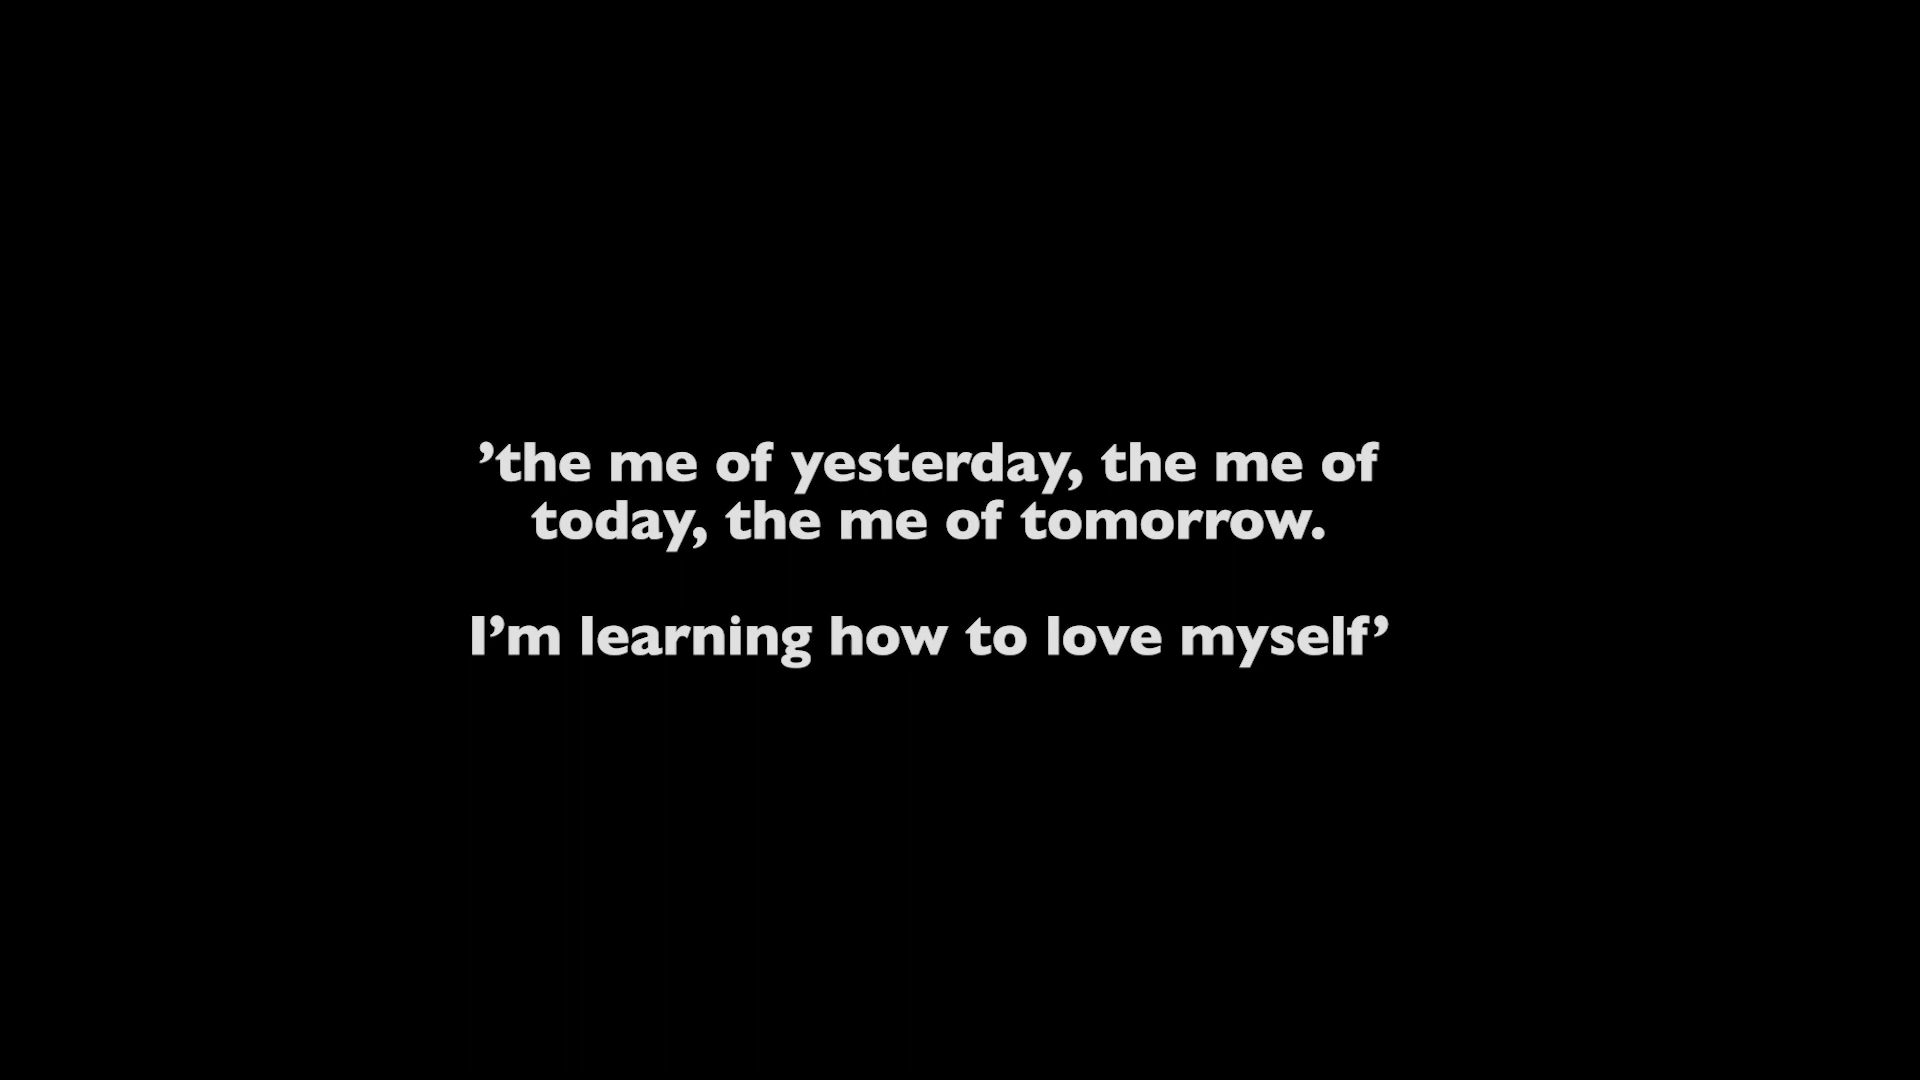 ’the me of yesterday, the me of
today, the me of tomorrow.
I’m learning how to love myself’